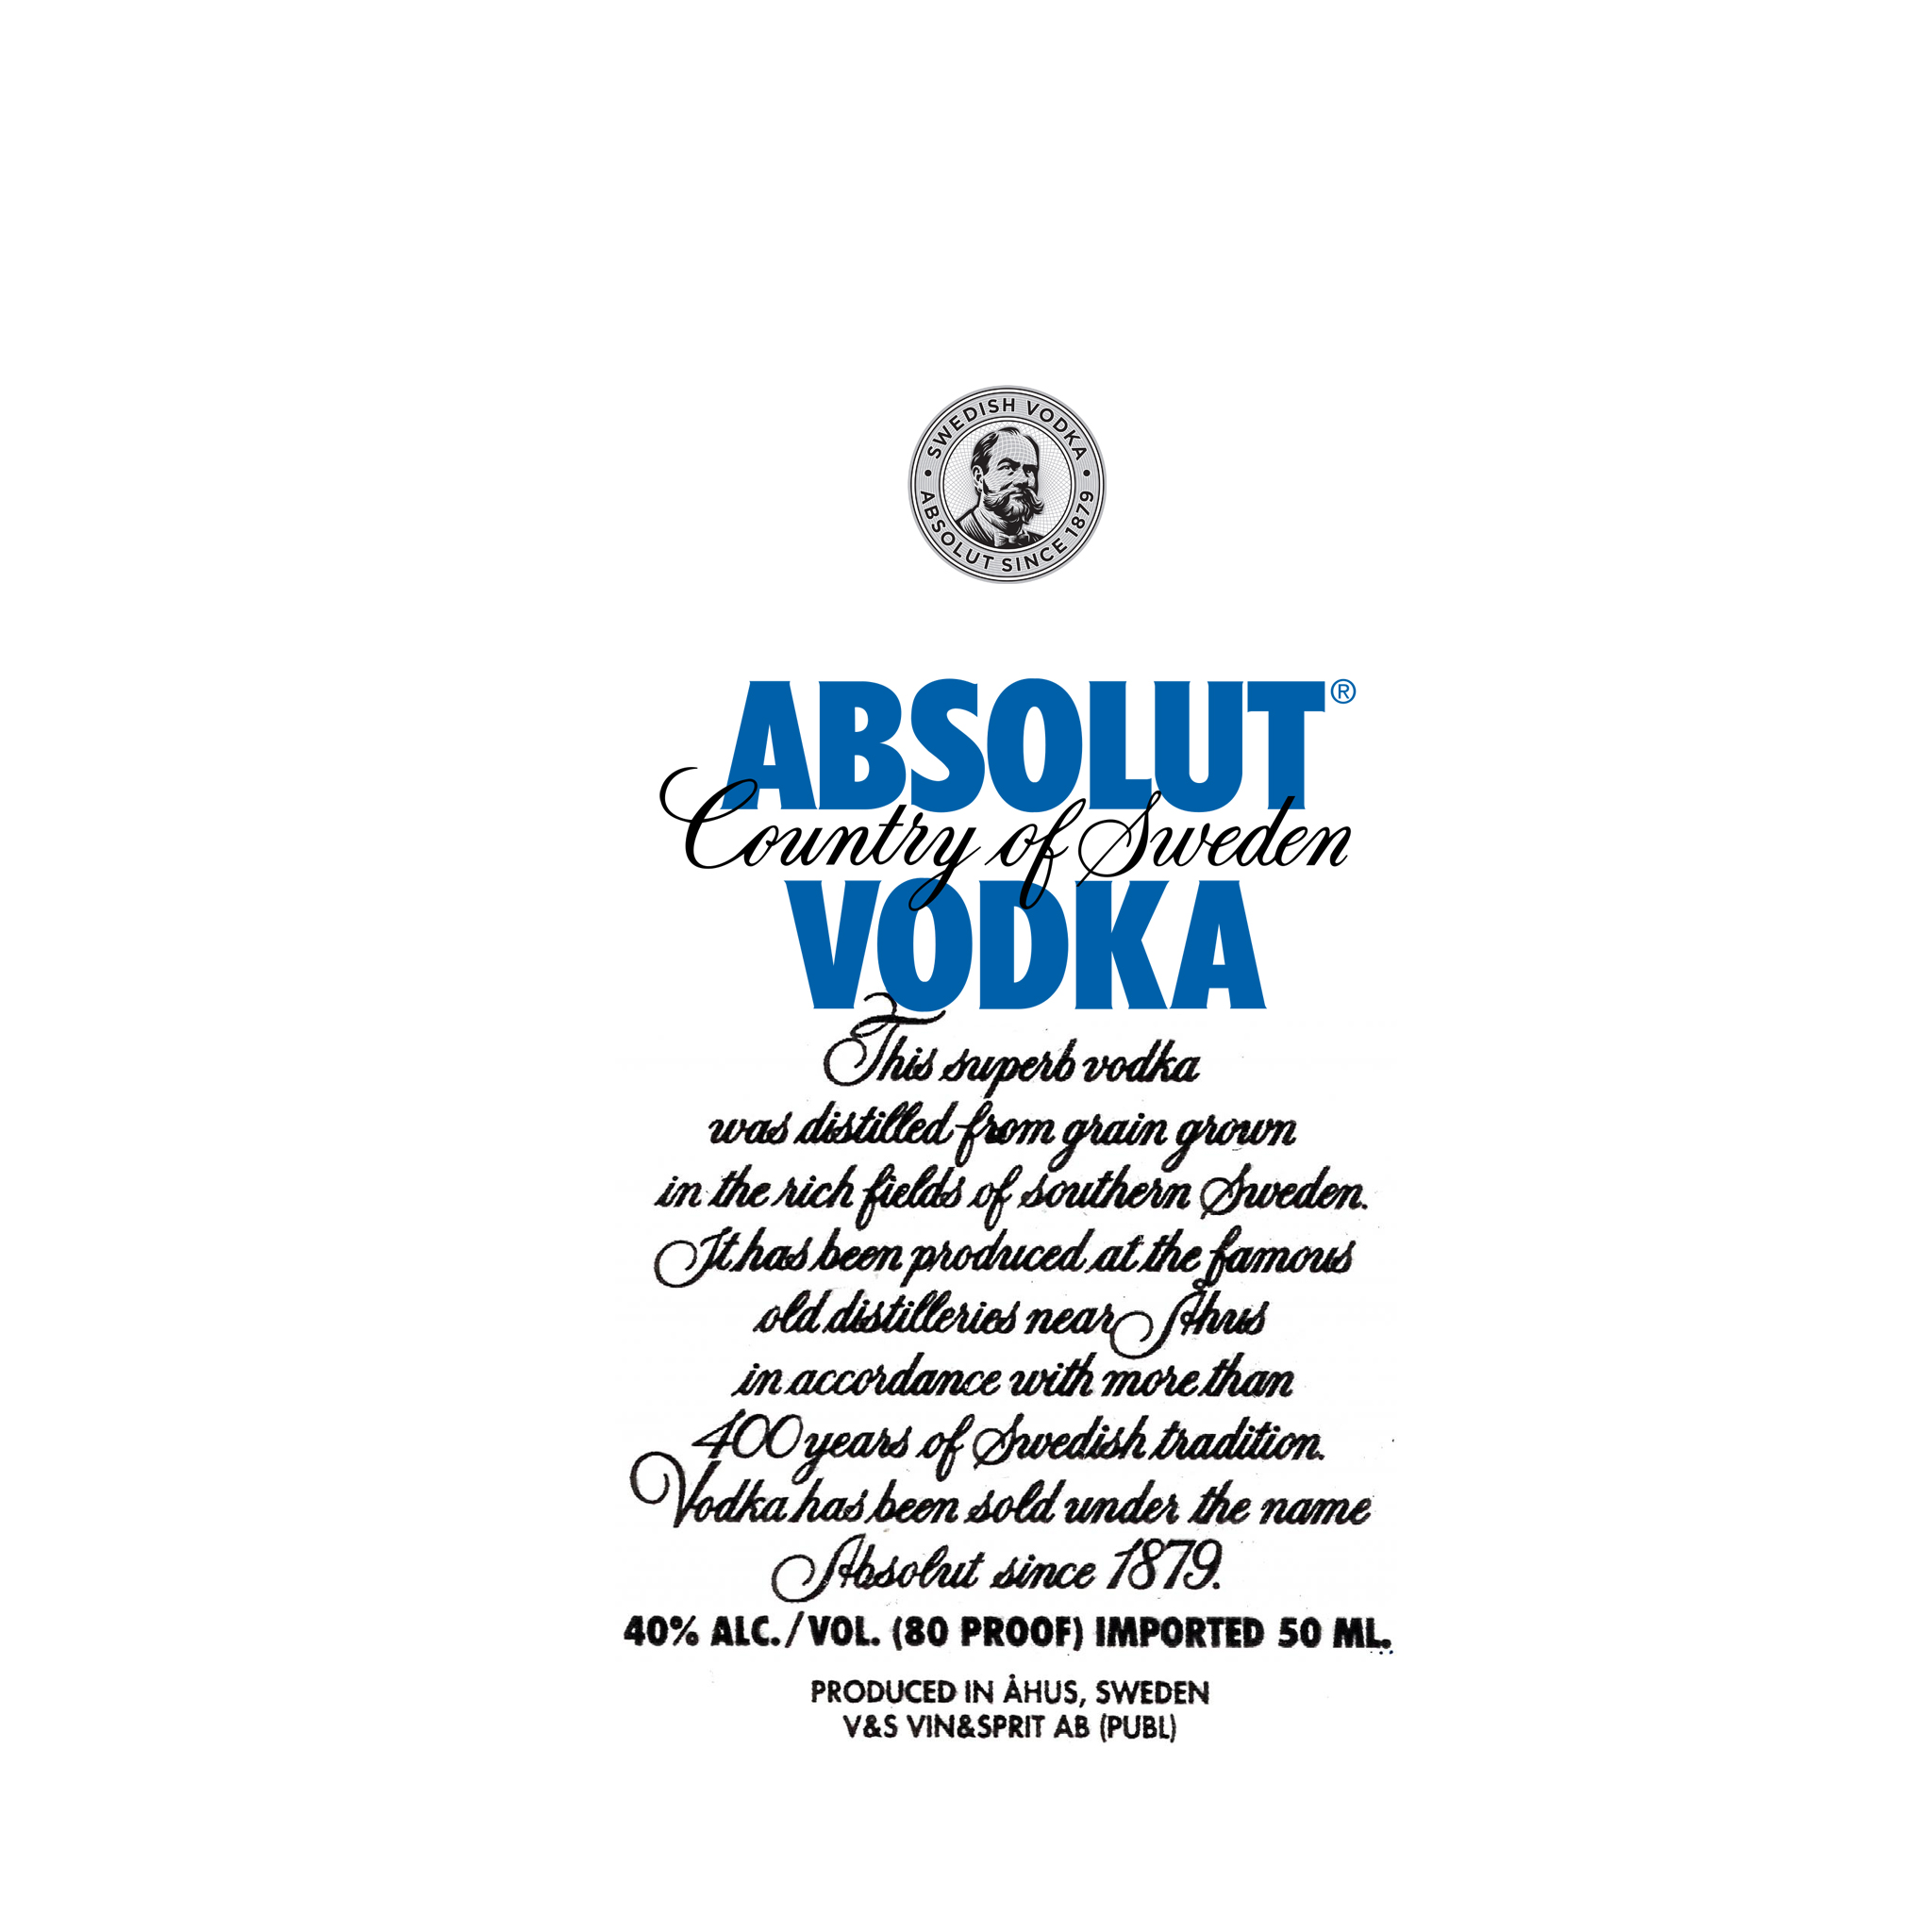 SWEDISH VODKA
ABSOLUT SINCE 1879
ABSOLUT®
Country of Sweden
VODKA
This superb vodka
was distilled from grain grown
in the rich fields of southern Sweden.
It has been produced at the famous
old distilleries near Åhus
in accordance with more than
400 years of Swedish tradition.
Vodka has been sold under the name
Absolut since 1879.
40% ALC./VOL. (80 PROOF) IMPORTED 50 ML.
PRODUCED IN ÅHUS, SWEDEN
V&S VIN&SPRIT AB (PUBL)